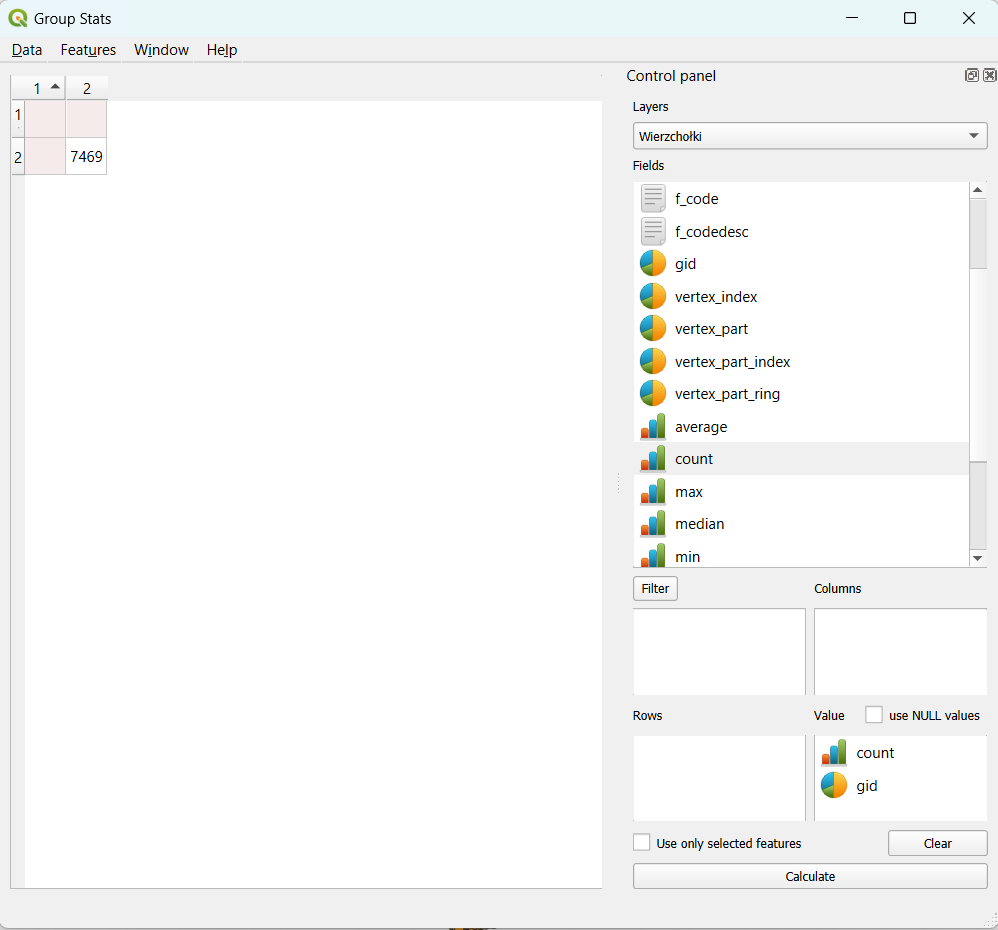 Group Stats
Data Features Window Help
1 2
1
2 7469
Control panel
Layers
Wierzchołki
Fields
f_code
f_codedesc
gid
vertex_index
vertex_part
vertex_part_index
vertex_part_ring
average
count
max
median
min
Filter Columns
Rows Value use NULL values
count
gid
Use only selected features Clear
Calculate